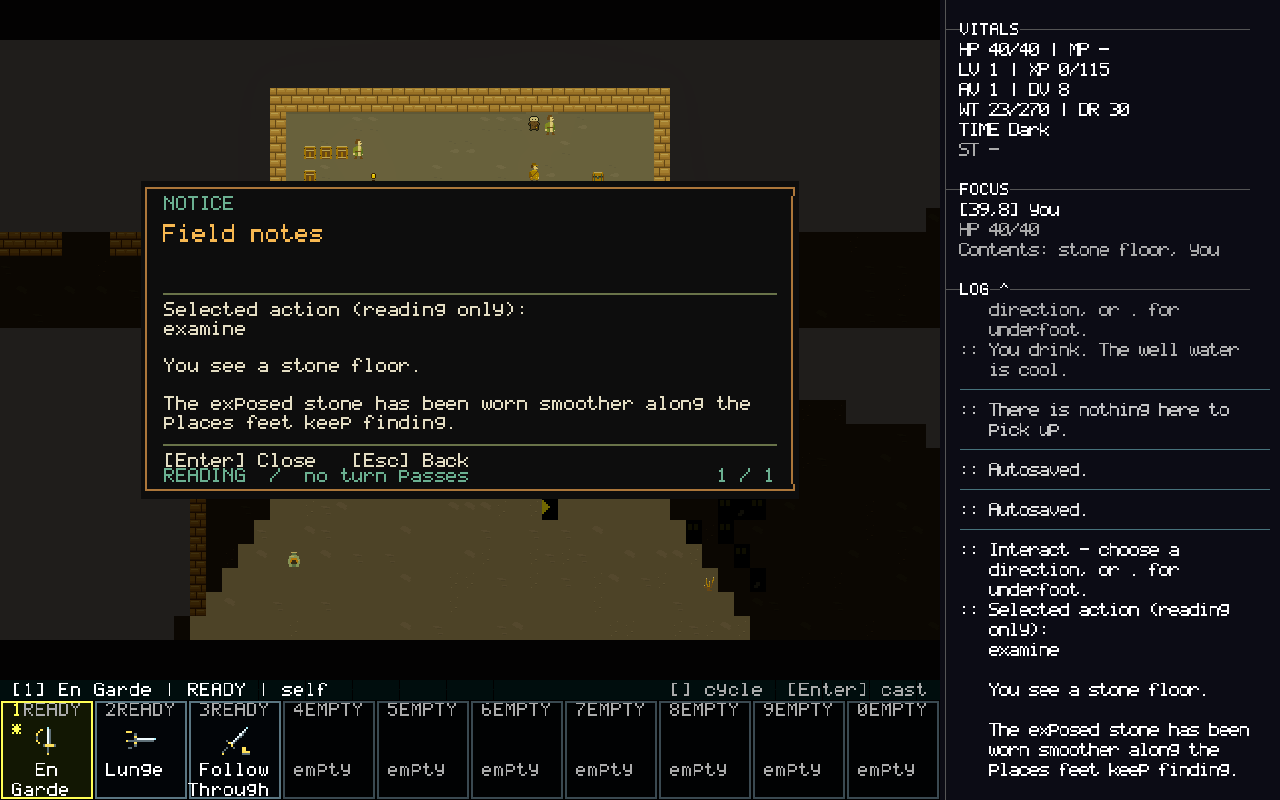 VITALS
HP 40/40 | MP -
LV 1 | XP 0/115
AV 1 | DV 8
WT 23/270 | DR 30
TIME Dark
ST -
FOCUS
[39,8] You
HP 40/40
Contents: stone floor, You
LOG ^
direction, or . for
underfoot.
:: You drink. The well water
is cool.
:: There is nothing here to
Pick uP.
:: Autosaved.
:: Autosaved.
:: Interact - choose a
direction, or . for
underfoot.
:: Selected action (reading
only):
examine
You see a stone floor.
The exPosed stone has been
worn smoother along the
Places feet keeP finding.
NOTICE
Field notes
Selected action (reading only):
examine
You see a stone floor.
The exPosed stone has been worn smoother along the
Places feet keeP finding.
[Enter] Close [Esc] Back
READING / no turn Passes 1 / 1
[1] En Garde | READY | self [] cycle [Enter] cast
1READY 2READY 3READY 4EMPTY 5EMPTY 6EMPTY 7EMPTY 8EMPTY 9EMPTY 0EMPTY
*
En Lunge Follow emPty emPty emPty emPty emPty emPty emPty
Garde Through